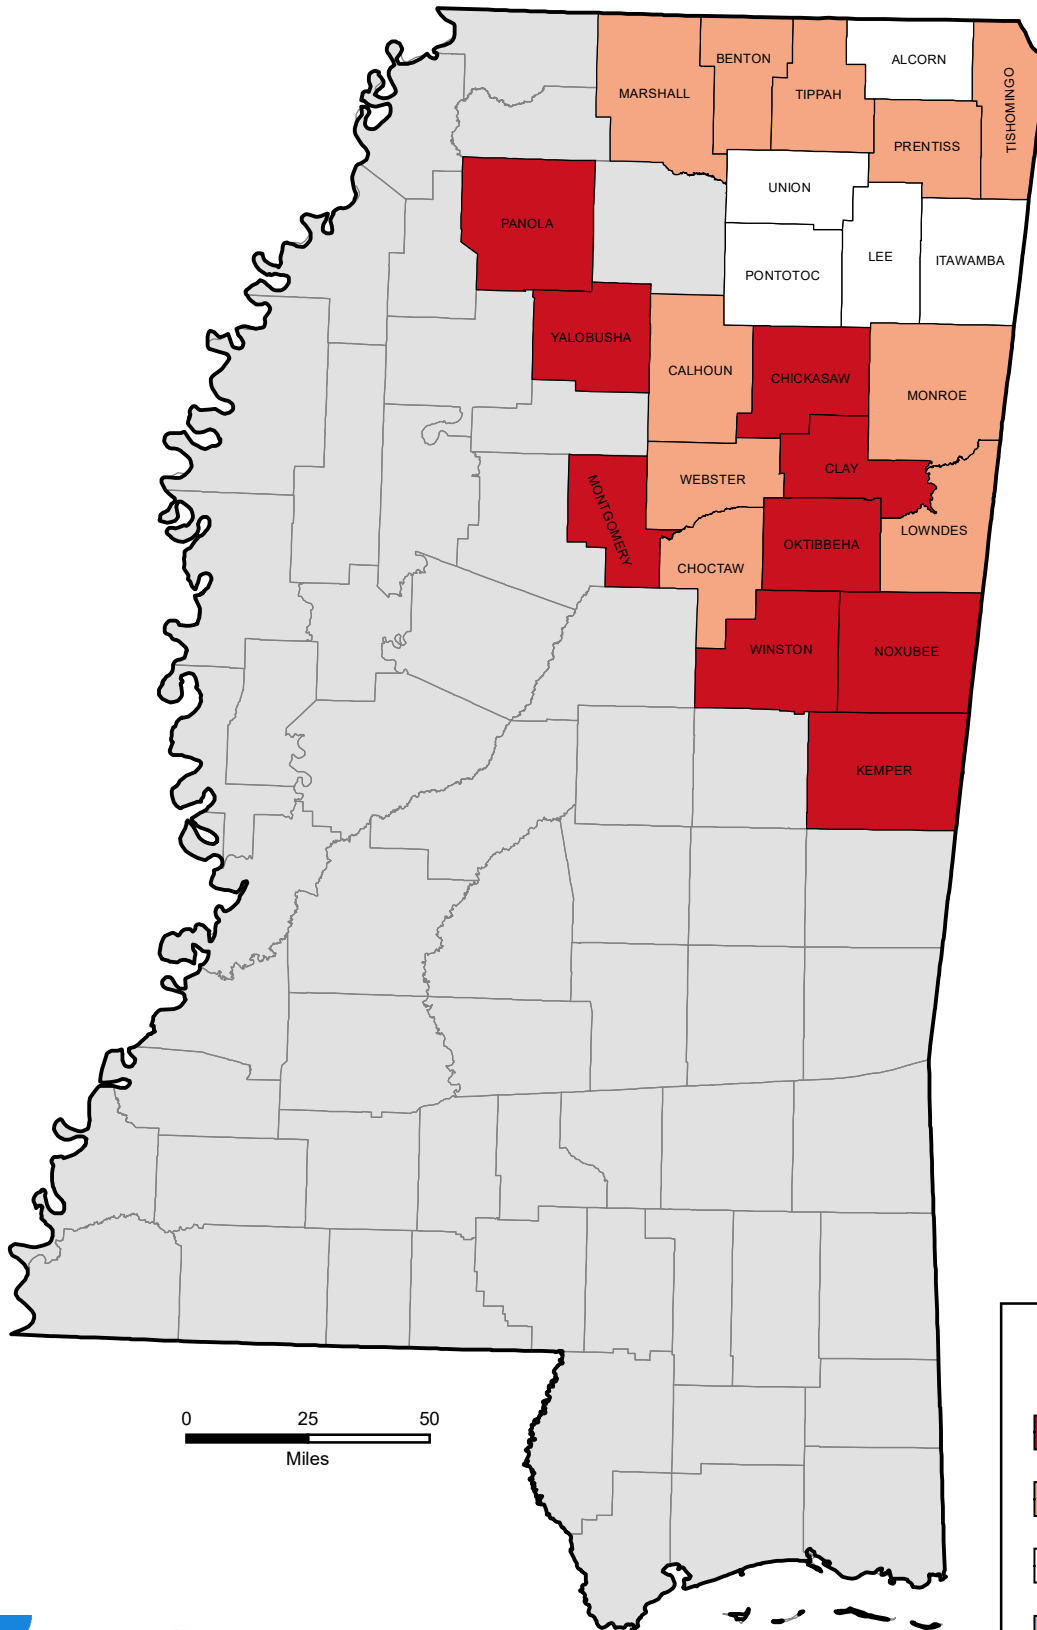 ALCORN
BENTON
MARSHALL
TIPPAH
TISHOMINGO
PRENTISS
UNION
PANOLA
LEE
ITAWAMBA
PONTOTOC
YALOBUSHA
CALHOUN
CHICKASAW
MONROE
CLAY
WEBSTER
MONTGOMERY
LOWNDES
OKTIBBEHA
CHOCTAW
WINSTON
NOXUBEE
KEMPER
0 25 50
Miles